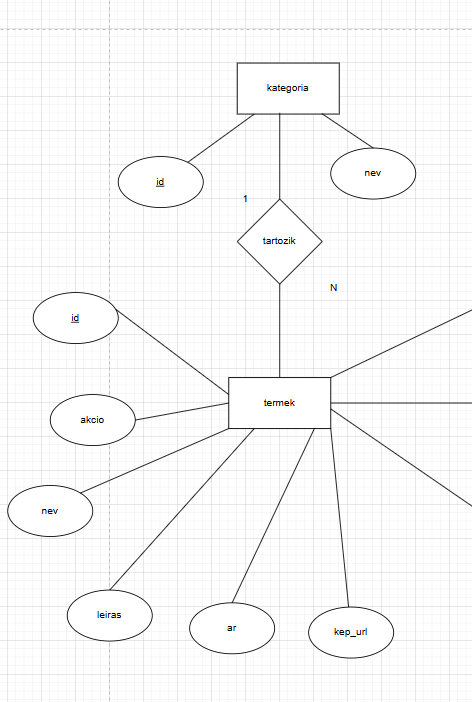 kategoria
id
nev
1
tartozik
N
id
termek
akcio
nev
leiras
ar
kep_url